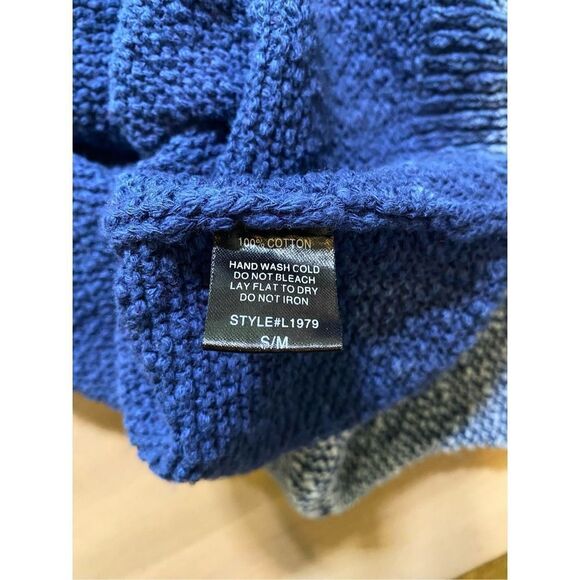 100% COTTON
HAND WASH COLD
DO NOT BLEACH
LAY FLAT TO DRY
DO NOT IRON
STYLE#L1979
S/M